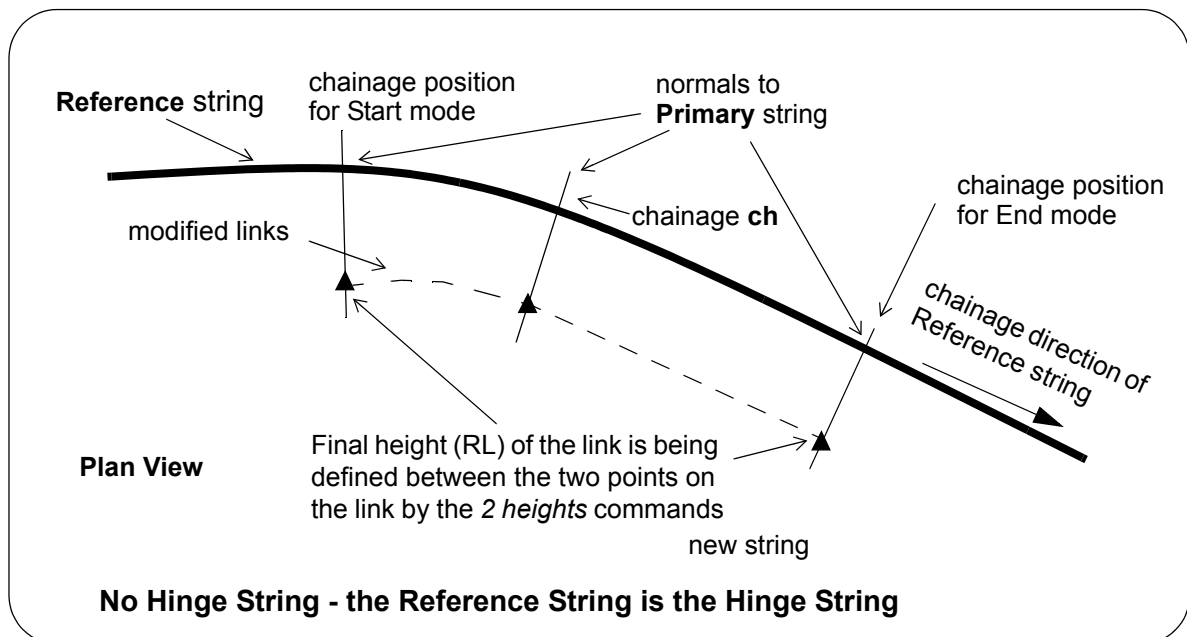 Reference string
chainage position
for Start mode
normals to
Primary string
chainage position
for End mode
chainage ch
modified links
chainage direction of
Reference string
Final height (RL) of the link is being
defined between the two points on
the link by the 2 heights commands
Plan View
new string
No Hinge String - the Reference String is the Hinge String